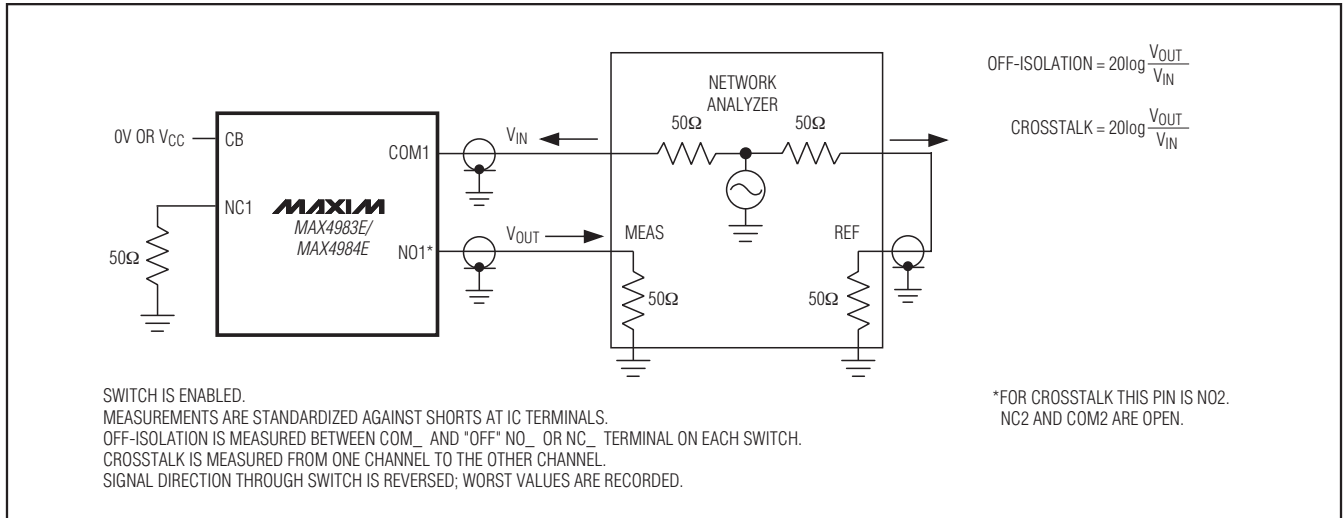 OFF-ISOLATION = 20log V_OUT / V_IN
CROSSTALK = 20log V_OUT / V_IN
NETWORK
ANALYZER
50Ω
50Ω
0V OR V_CC
CB
COM1
V_IN
NC1
MAXIM
MAX4983E/
MAX4984E
NO1*
V_OUT
MEAS
REF
50Ω
50Ω
50Ω
SWITCH IS ENABLED.
MEASUREMENTS ARE STANDARDIZED AGAINST SHORTS AT IC TERMINALS.
OFF-ISOLATION IS MEASURED BETWEEN COM_ AND "OFF" NO_ OR NC_ TERMINAL ON EACH SWITCH.
CROSSTALK IS MEASURED FROM ONE CHANNEL TO THE OTHER CHANNEL.
SIGNAL DIRECTION THROUGH SWITCH IS REVERSED; WORST VALUES ARE RECORDED.
*FOR CROSSTALK THIS PIN IS NO2.
NC2 AND COM2 ARE OPEN.